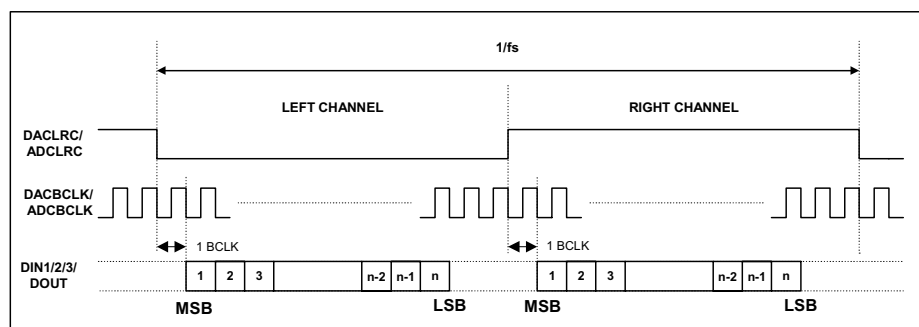 1/fs
LEFT CHANNEL RIGHT CHANNEL
DACLRC/
ADCLRC
DACBCLK/
ADCBCLK
1 BCLK 1 BCLK
DIN1/2/3/
DOUT
1 2 3 n-2 n-1 n 1 2 3 n-2 n-1 n
MSB LSB MSB LSB